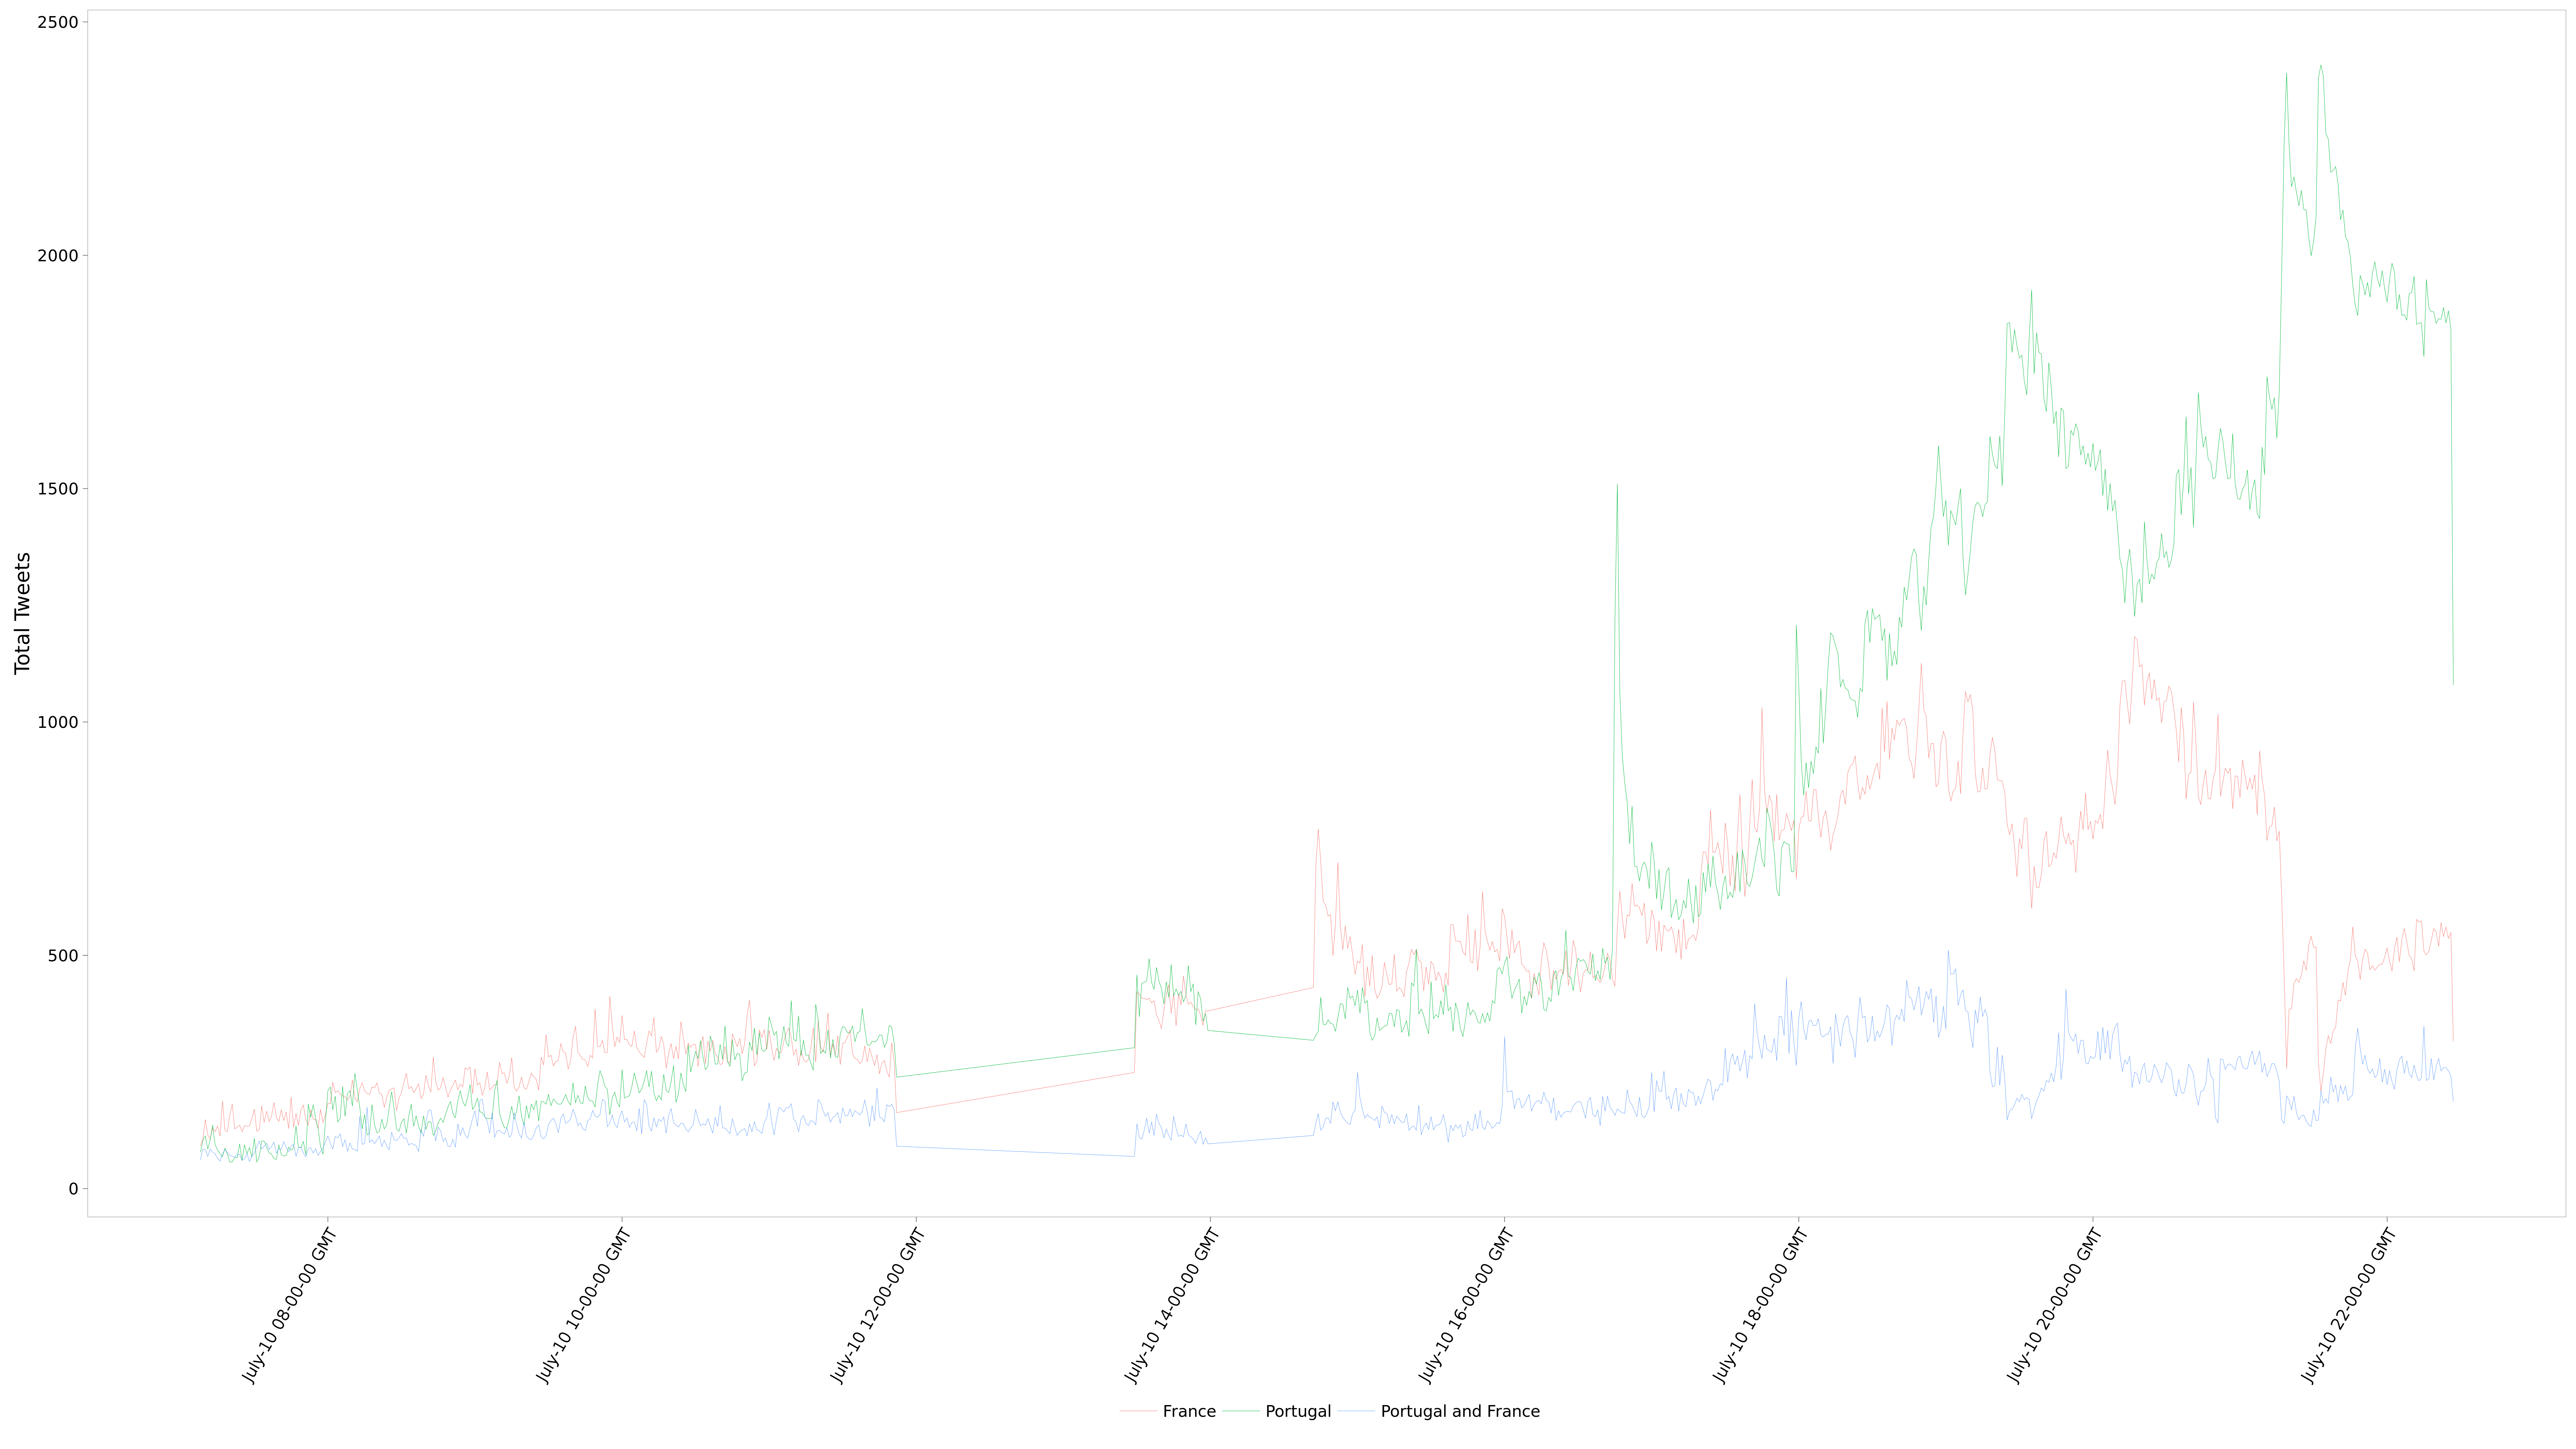 2500
2000
1500
1000
500
0
Total Tweets
July-10 08-00-00 GMT
July-10 10-00-00 GMT
July-10 12-00-00 GMT
July-10 14-00-00 GMT
July-10 16-00-00 GMT
July-10 18-00-00 GMT
July-10 20-00-00 GMT
July-10 22-00-00 GMT
France Portugal Portugal and France